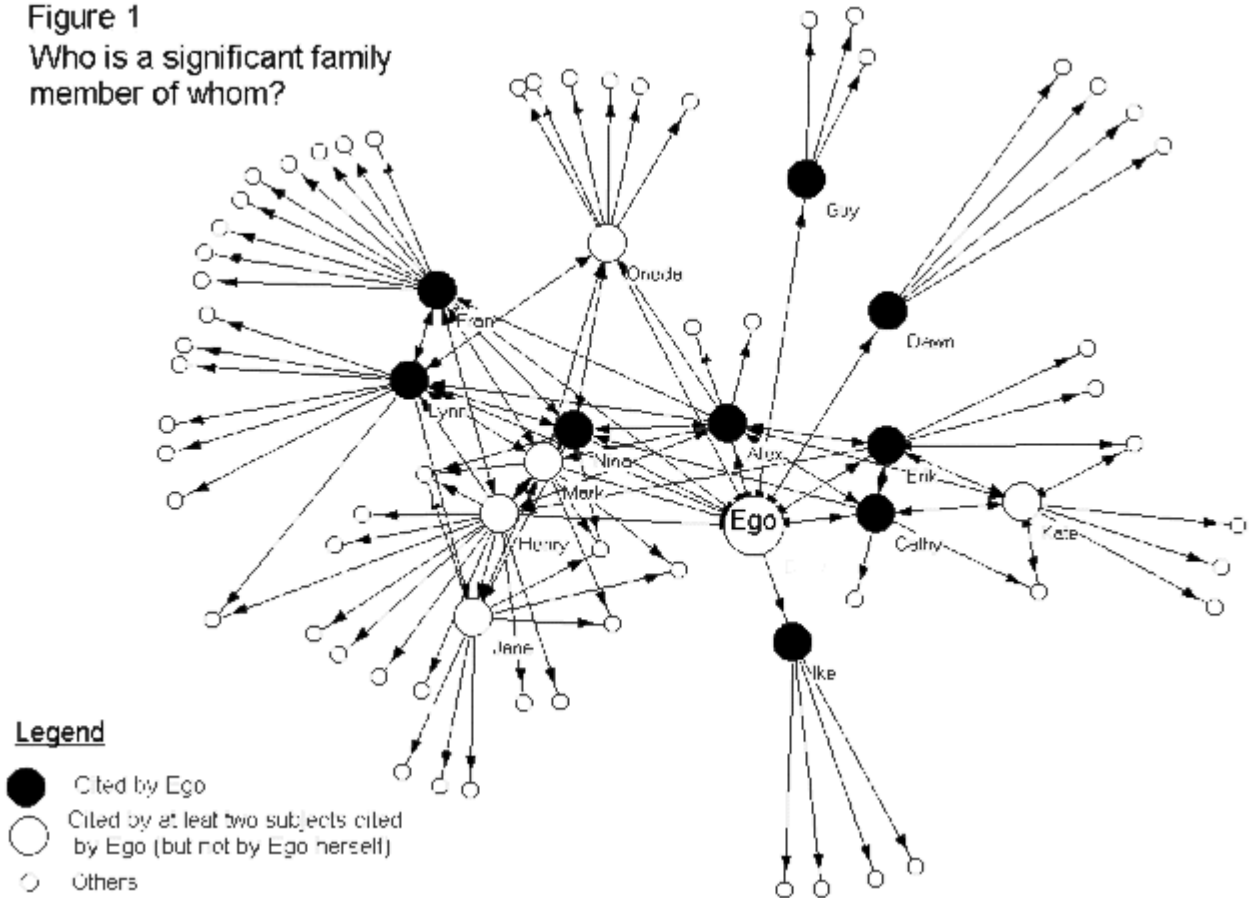 Figure 1
Who is a significant family
member of whom?
Guy
Fran
Dawn
Lynn
Alex
Nina
Erik
Mark
Ego
Henry
Cathy
Kate
Jane
Ike
Legend
Cited by Ego
Cited by at leat two subjects cited
by Ego (but not by Ego herself)
Others